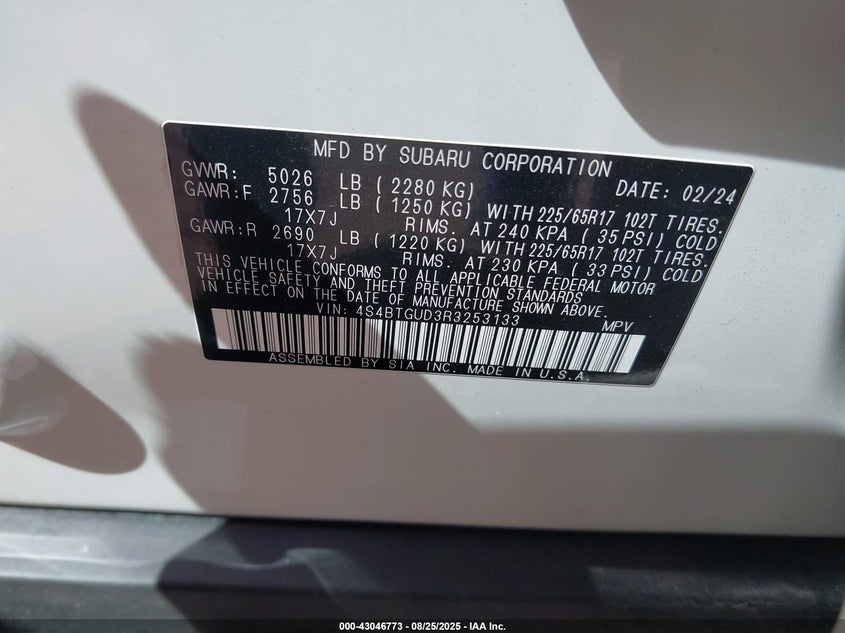 MFD BY SUBARU CORPORATION
GVWR: 5026 LB ( 2280 KG) DATE: 02/24
GAWR:F 2756 LB ( 1250 KG) WITH 225/65R17 102T TIRES.
17X7J RIMS. AT 240 KPA ( 35 PSI) COLD
GAWR:R 2690 LB ( 1220 KG) WITH 225/65R17 102T TIRES.
17X7J RIMS. AT 230 KPA ( 33 PSI) COLD
THIS VEHICLE CONFORMS TO ALL APPLICABLE FEDERAL MOTOR
VEHICLE SAFETY AND THEFT PREVENTION STANDARDS
IN EFFECT ON THE DATE OF MANUFACTURE SHOWN ABOVE.
VIN: 4S4BTGUD3R3253133 MPV
ASSEMBLED BY SIA INC. MADE IN U.S.A.
000-43046773 - 08/25/2025 - IAA Inc.